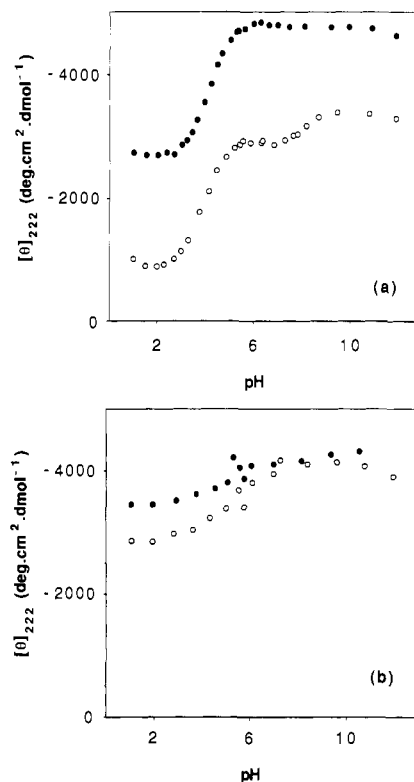 - 4000
- 2000
0
[θ]222 (deg.cm².dmol⁻¹)
(a)
2 6 10
pH
- 4000
- 2000
0
[θ]222 (deg.cm².dmol⁻¹)
(b)
2 6 10
pH